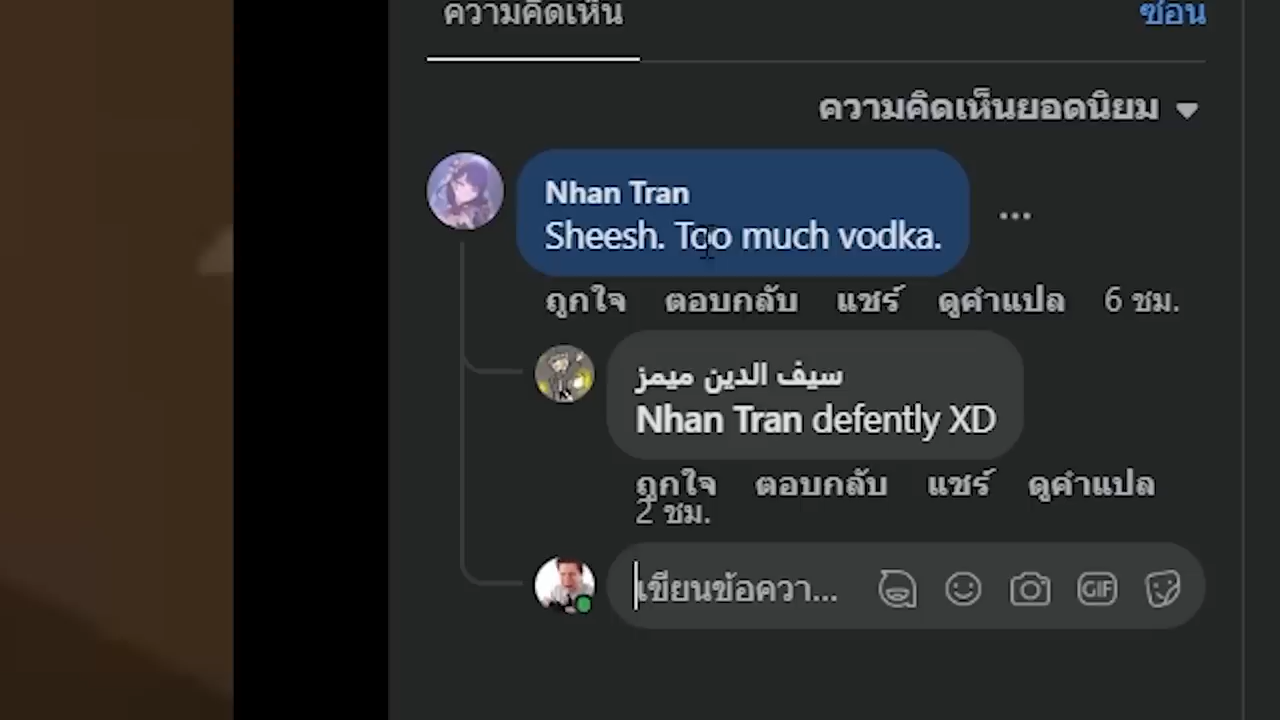 ความคิดเห็น ซ่อน
ความคิดเห็นยอดนิยม
Nhan Tran
Sheesh. Too much vodka.
ถูกใจ ตอบกลับ แชร์ ดูคำแปล 6 ชม.
سيف الدين ميمز
Nhan Tran defently XD
ถูกใจ ตอบกลับ แชร์ ดูคำแปล
2 ชม.
เขียนข้อควา... GIF